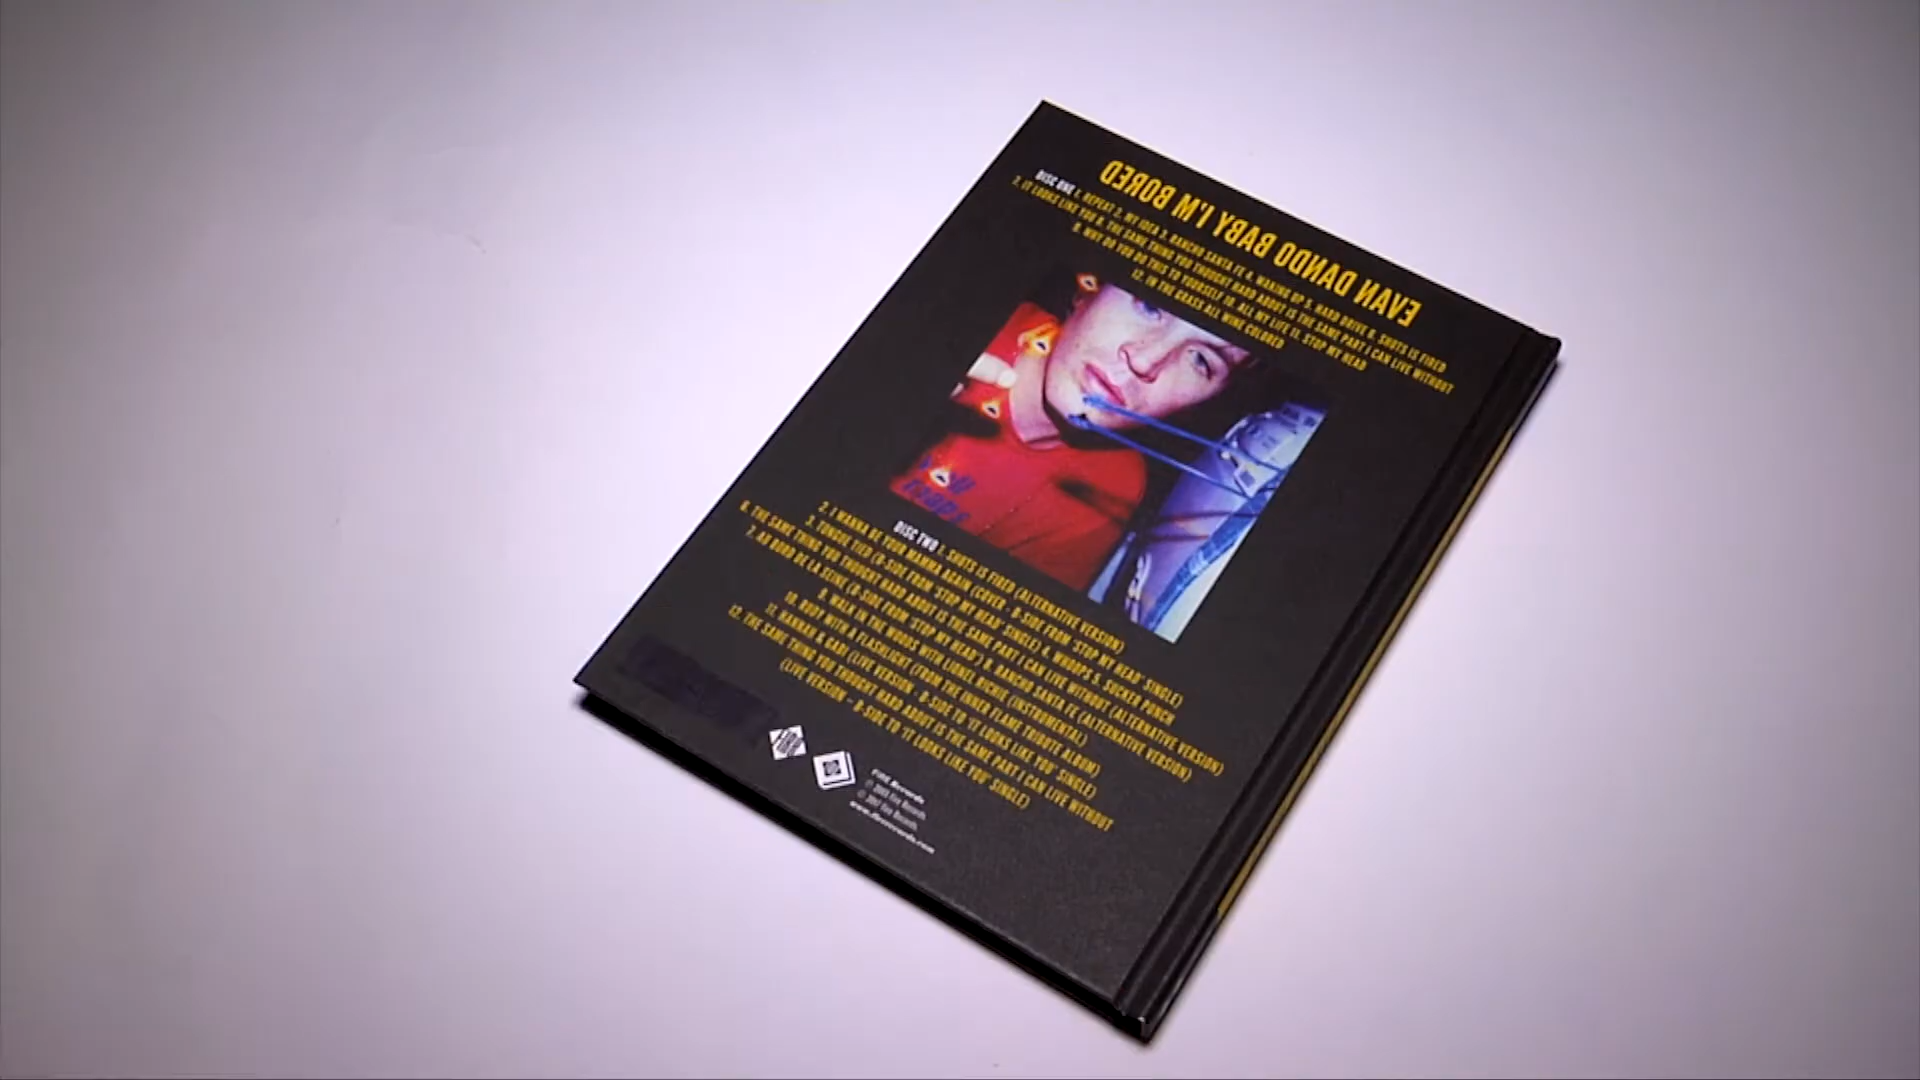 EVAN DANDO BABY I'M BORED
DISC ONE 1. REPEAT 2. MY IDEA 3. RANCHO SANTA FE 4. WAKING UP 5. HARD DRIVE 6. SHOTS IS FIRED
7. IT LOOKS LIKE YOU 8. THE SAME THING YOU THOUGHT HARD ABOUT IS THE SAME PART I CAN LIVE WITHOUT
9. WHY DO YOU DO THIS TO YOURSELF 10. ALL MY LIFE 11. STOP MY HEAD
12. IN THE GRASS ALL WINE COLORED
DISC TWO 1. SHOTS IS FIRED (ALTERNATIVE VERSION)
2. I WANNA BE YOUR MAMMA AGAIN (COVER - B-SIDE FROM 'STOP MY HEAD' SINGLE)
3. TONGUE TIED (B-SIDE FROM 'STOP MY HEAD' SINGLE) 4. WHOOPS 5. SUCKER PUNCH
6. THE SAME THING YOU THOUGHT HARD ABOUT IS THE SAME PART I CAN LIVE WITHOUT (ALTERNATIVE VERSION)
7. AU BORD DE LA SEINE (B-SIDE FROM 'STOP MY HEAD') 8. RANCHO SANTA FE (ALTERNATIVE VERSION)
9. WALK IN THE WOODS WITH LIONEL RICHIE (INSTRUMENTAL)
10. RUDY WITH A FLASHLIGHT (FROM THE INNER FLAME TRIBUTE ALBUM)
11. HANNAH & GABI (LIVE VERSION - B-SIDE TO 'IT LOOKS LIKE YOU' SINGLE)
12. THE SAME THING YOU THOUGHT HARD ABOUT IS THE SAME PART I CAN LIVE WITHOUT
(LIVE VERSION - B-SIDE TO 'IT LOOKS LIKE YOU' SINGLE)
FIRE
FIRE Records
Fire Records
© 2017 Fire Records
www.firerecords.com